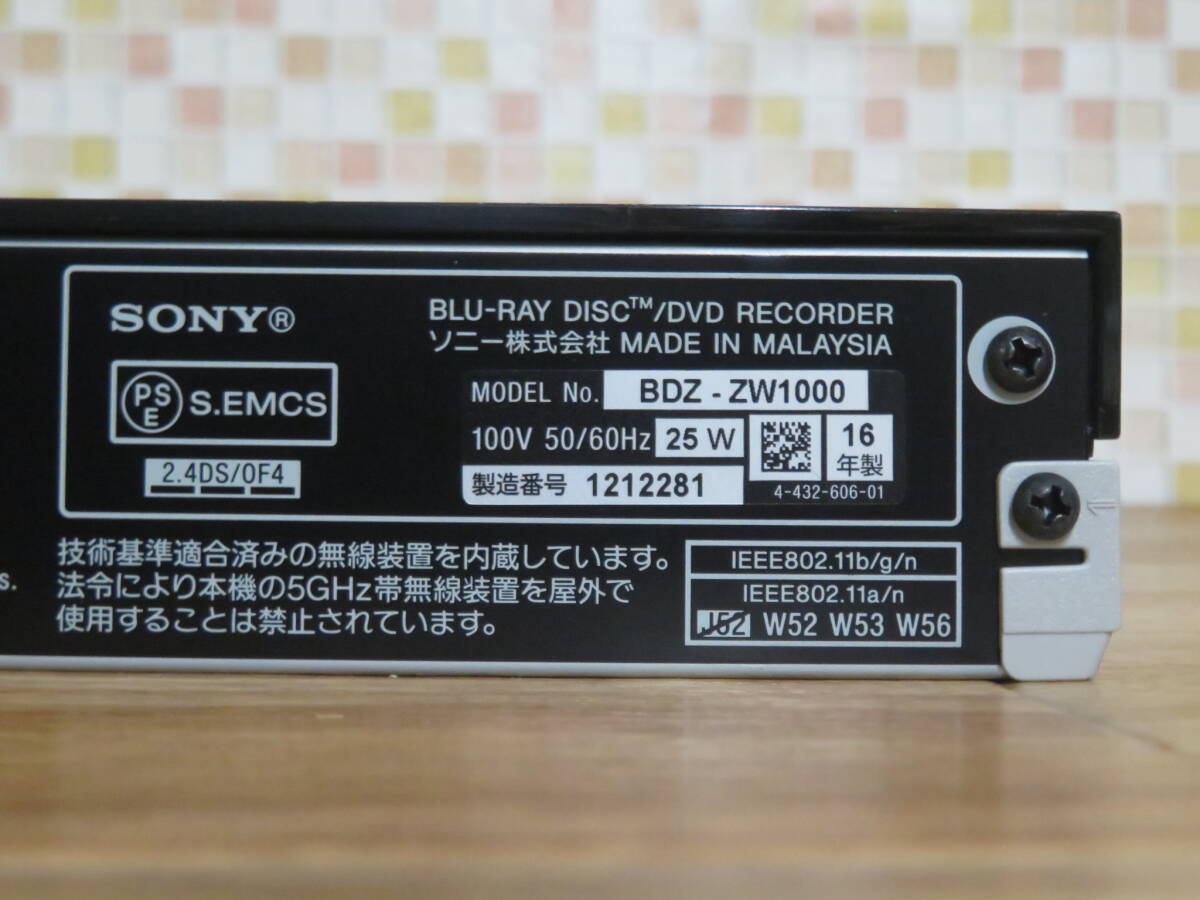 SONY®
BLU-RAY DISC™/DVD RECORDER
ソニー株式会社 MADE IN MALAYSIA
PSE S.EMCS
MODEL No. BDZ - ZW1000
100V 50/60Hz 25 W
16
年製
2.4DS/OF4
製造番号 1212281
4-432-606-01
技術基準適合済みの無線装置を内蔵しています。
法令により本機の5GHz帯無線装置を屋外で
使用することは禁止されています。
s.
IEEE802.11b/g/n
IEEE802.11a/n
J52 W52 W53 W56